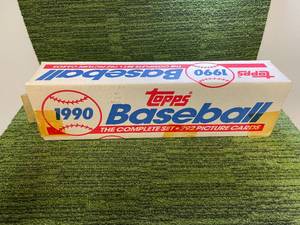 THE COMPLETE SET • 792 PICTURE CARDS
Baseball
1990
topps
1990
topps
Baseball
THE COMPLETE SET • 792 PICTURE CARDS